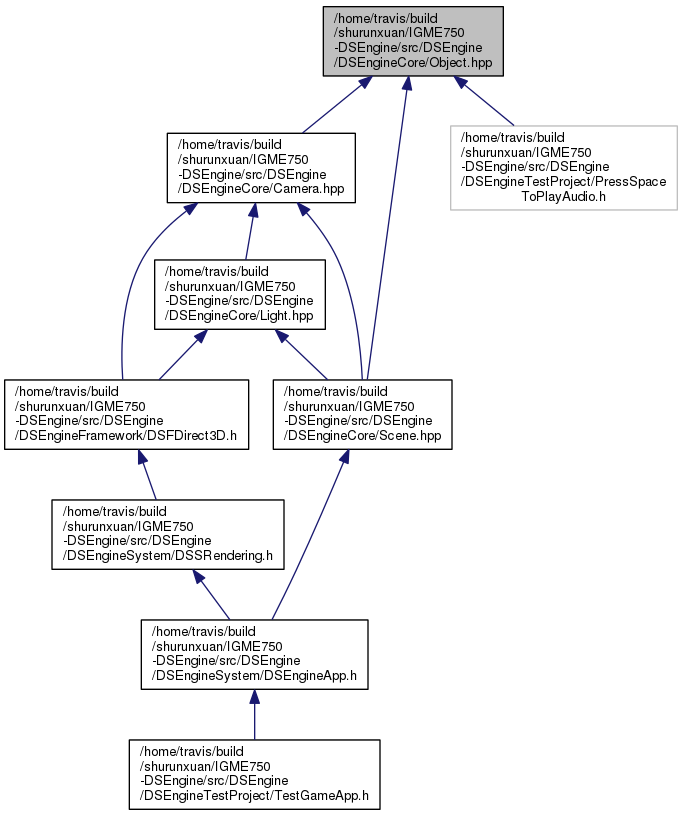 /home/travis/build
/shurunxuan/IGME750
-DSEngine/src/DSEngine
/DSEngineCore/Object.hpp
/home/travis/build
/shurunxuan/IGME750
-DSEngine/src/DSEngine
/DSEngineCore/Camera.hpp
/home/travis/build
/shurunxuan/IGME750
-DSEngine/src/DSEngine
/DSEngineTestProject/PressSpace
ToPlayAudio.h
/home/travis/build
/shurunxuan/IGME750
-DSEngine/src/DSEngine
/DSEngineCore/Light.hpp
/home/travis/build
/shurunxuan/IGME750
-DSEngine/src/DSEngine
/DSEngineFramework/DSFDirect3D.h
/home/travis/build
/shurunxuan/IGME750
-DSEngine/src/DSEngine
/DSEngineCore/Scene.hpp
/home/travis/build
/shurunxuan/IGME750
-DSEngine/src/DSEngine
/DSEngineSystem/DSSRendering.h
/home/travis/build
/shurunxuan/IGME750
-DSEngine/src/DSEngine
/DSEngineSystem/DSEngineApp.h
/home/travis/build
/shurunxuan/IGME750
-DSEngine/src/DSEngine
/DSEngineTestProject/TestGameApp.h